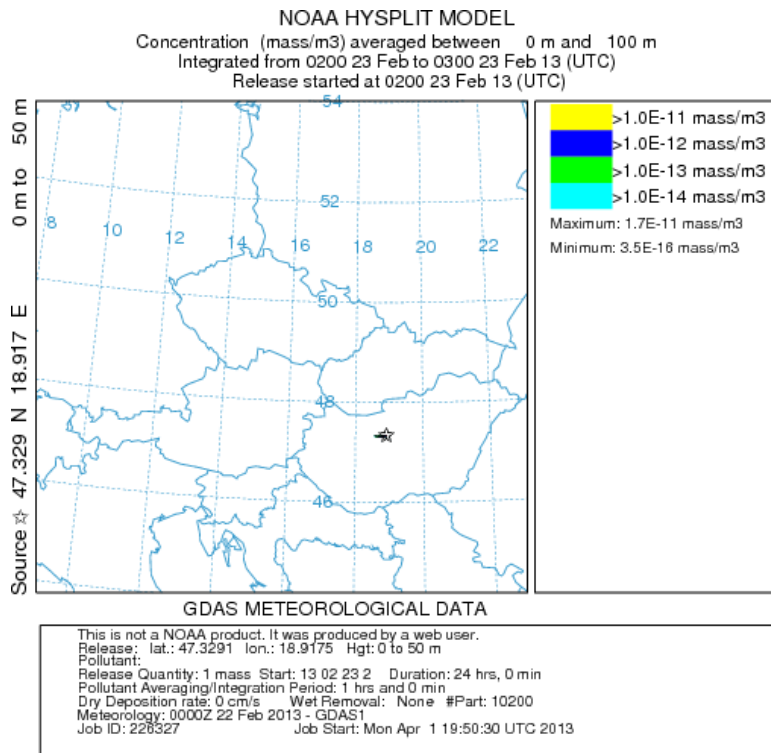 NOAA HYSPLIT MODEL
Concentration (mass/m3) averaged between 0 m and 100 m
Integrated from 0200 23 Feb to 0300 23 Feb 13 (UTC)
Release started at 0200 23 Feb 13 (UTC)
Source ☆ 47.329 N 18.917 E 0 m to 50 m
54
52
8 10 12 14 16 18 20 22
50
48
46
>1.0E-11 mass/m3
>1.0E-12 mass/m3
>1.0E-13 mass/m3
>1.0E-14 mass/m3
Maximum: 1.7E-11 mass/m3
Minimum: 3.5E-16 mass/m3
GDAS METEOROLOGICAL DATA
This is not a NOAA product. It was produced by a web user.
Release: lat.: 47.3291 lon.: 18.9175 Hgt: 0 to 50 m
Pollutant:
Release Quantity: 1 mass Start: 13 02 23 2 Duration: 24 hrs, 0 min
Pollutant Averaging/Integration Period: 1 hrs and 0 min
Dry Deposition rate: 0 cm/s Wet Removal: None #Part: 10200
Meteorology: 0000Z 22 Feb 2013 - GDAS1
Job ID: 226327 Job Start: Mon Apr 1 19:50:30 UTC 2013